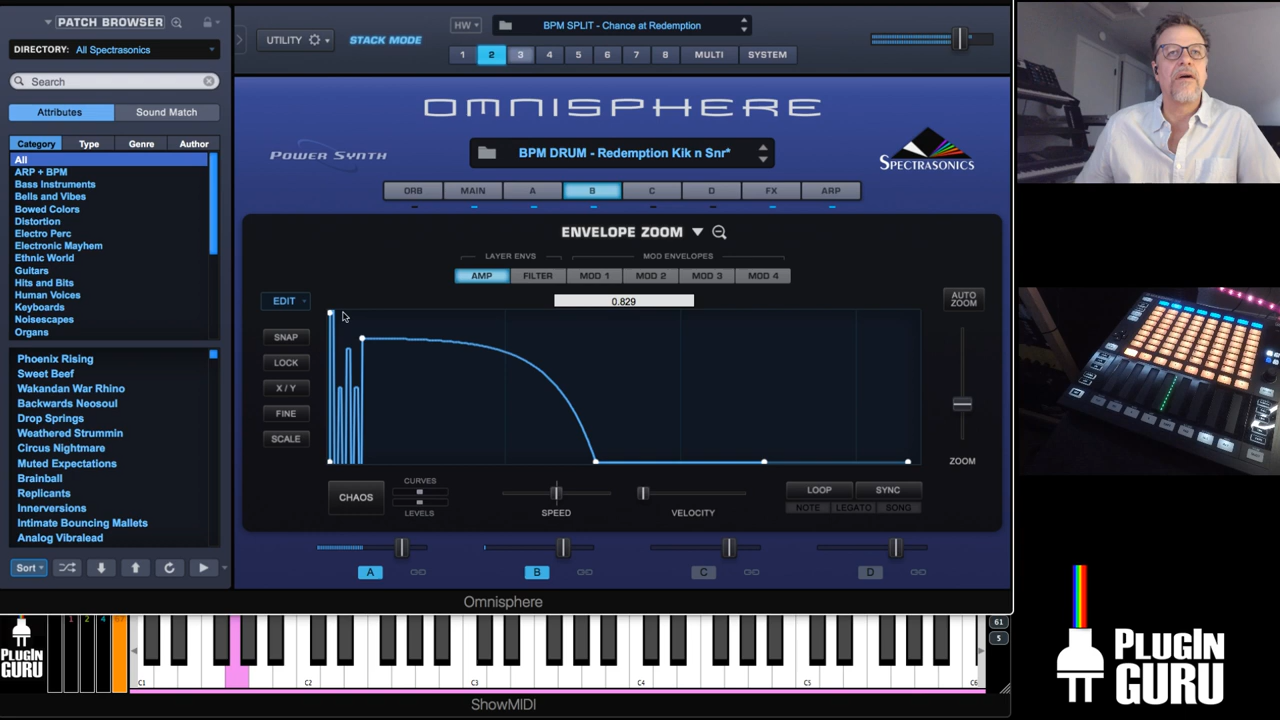 PATCH BROWSER
DIRECTORY: All Spectrasonics
Search
Attributes Sound Match
Category Type Genre Author
All
ARP + BPM
Bass Instruments
Bells and Vibes
Bowed Colors
Distortion
Electro Perc
Electronic Mayhem
Ethnic World
Guitars
Hits and Bits
Human Voices
Keyboards
Noisescapes
Organs
Phoenix Rising
Sweet Beef
Wakandan War Rhino
Backwards Neosoul
Drop Springs
Weathered Strummin
Circus Nightmare
Muted Expectations
Brainball
Replicants
Innerversions
Intimate Bouncing Mallets
Analog Vibralead
Sort
UTILITY STACK MODE
HW BPM SPLIT - Chance at Redemption
1 2 3 4 5 6 7 8 MULTI SYSTEM
OMNISPHERE
POWER SYNTH BPM DRUM - Redemption Kik n Snr* SPECTRASONICS
ORB MAIN A B C D FX ARP
ENVELOPE ZOOM
LAYER ENVS MOD ENVELOPES
AMP FILTER MOD 1 MOD 2 MOD 3 MOD 4
0.829
EDIT
AUTO
ZOOM
SNAP
LOCK
X / Y
FINE
SCALE
ZOOM
CHAOS
CURVES
LEVELS
SPEED
VELOCITY
LOOP SYNC
NOTE LEGATO SONG
A B C D
Omnisphere
1 2 4 67
PLUGIN
GURU
C1 C2 C3 C4 C5 C6
61
5
ShowMIDI
PLUGIN
GURU